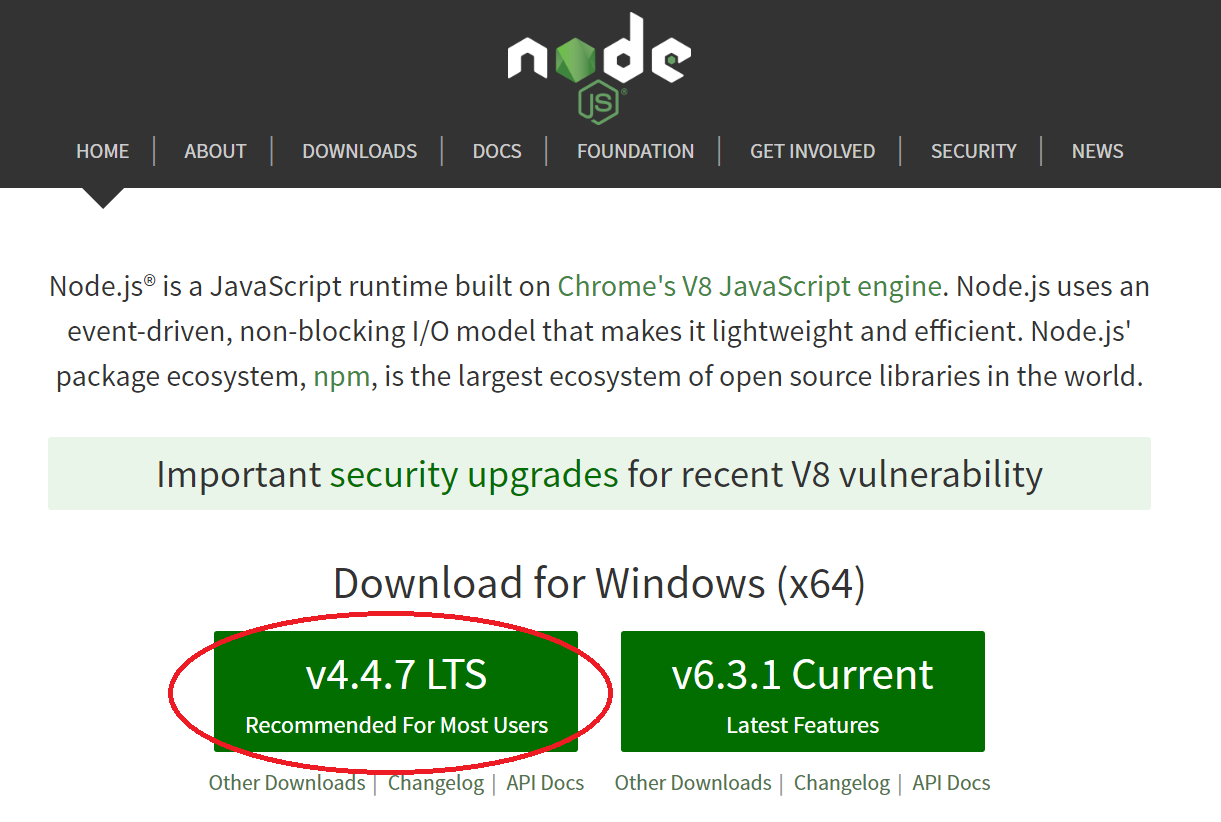 node
JS®
HOME | ABOUT | DOWNLOADS | DOCS | FOUNDATION | GET INVOLVED | SECURITY | NEWS
Node.js® is a JavaScript runtime built on Chrome's V8 JavaScript engine. Node.js uses an
event-driven, non-blocking I/O model that makes it lightweight and efficient. Node.js'
package ecosystem, npm, is the largest ecosystem of open source libraries in the world.
Important security upgrades for recent V8 vulnerability
Download for Windows (x64)
v4.4.7 LTS
Recommended For Most Users
v6.3.1 Current
Latest Features
Other Downloads | Changelog | API Docs
Other Downloads | Changelog | API Docs